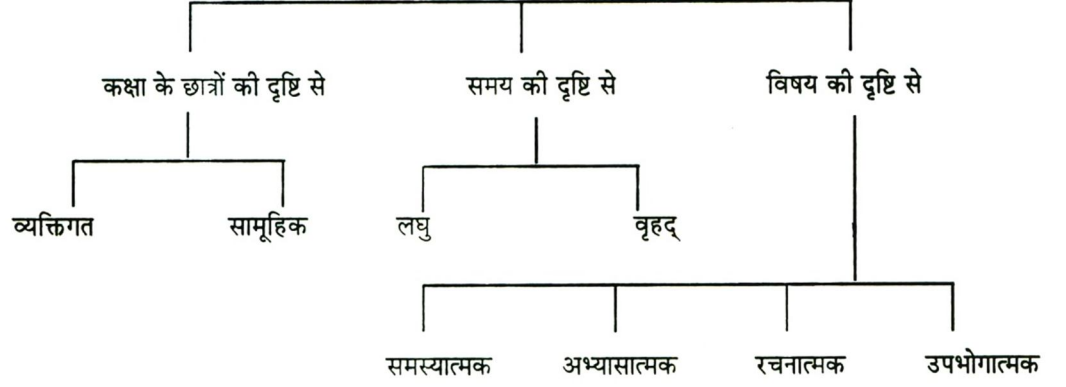 कक्षा के छात्रों की दृष्टि से समय की दृष्टि से विषय की दृष्टि से
व्यक्तिगत सामूहिक लघु वृहद्
समस्यात्मक अभ्यासात्मक रचनात्मक उपभोगात्मक